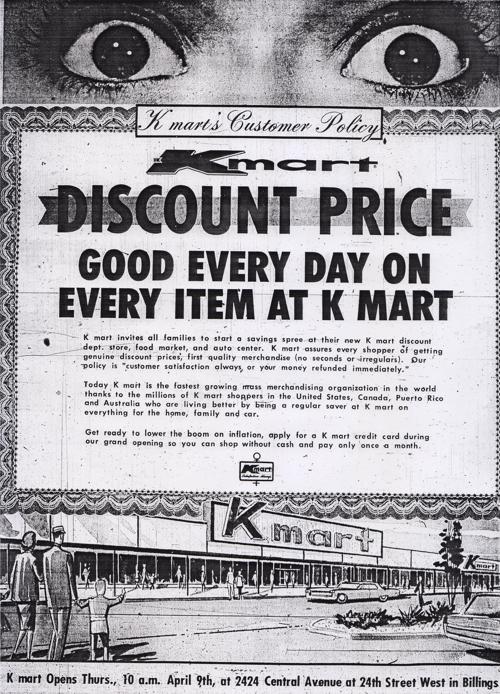 K mart's Customer Policy
Kmart
DISCOUNT PRICE
GOOD EVERY DAY ON
EVERY ITEM AT K MART
K mart invites all families to start a savings spree at their new K mart discount
dept. store, food market, and auto center. K mart assures every shopper of getting
genuine discount prices, first quality merchandise (no seconds or irregulars). Our
policy is "customer satisfaction always, or your money refunded immediately."
Today K mart is the fastest growing mass merchandising organization in the world
thanks to the millions of K mart shoppers in the United States, Canada, Puerto Rico
and Australia who are living better by being a regular saver at K mart on
everything for the home, family and car.
Get ready to lower the boom on inflation, apply for a K mart credit card during
our grand opening so you can shop without cash and pay only once a month.
Kmart
Satisfaction Always
K mart
K mart
K mart Opens Thurs., 10 a.m. April 9th, at 2424 Central Avenue at 24th Street West in Billings